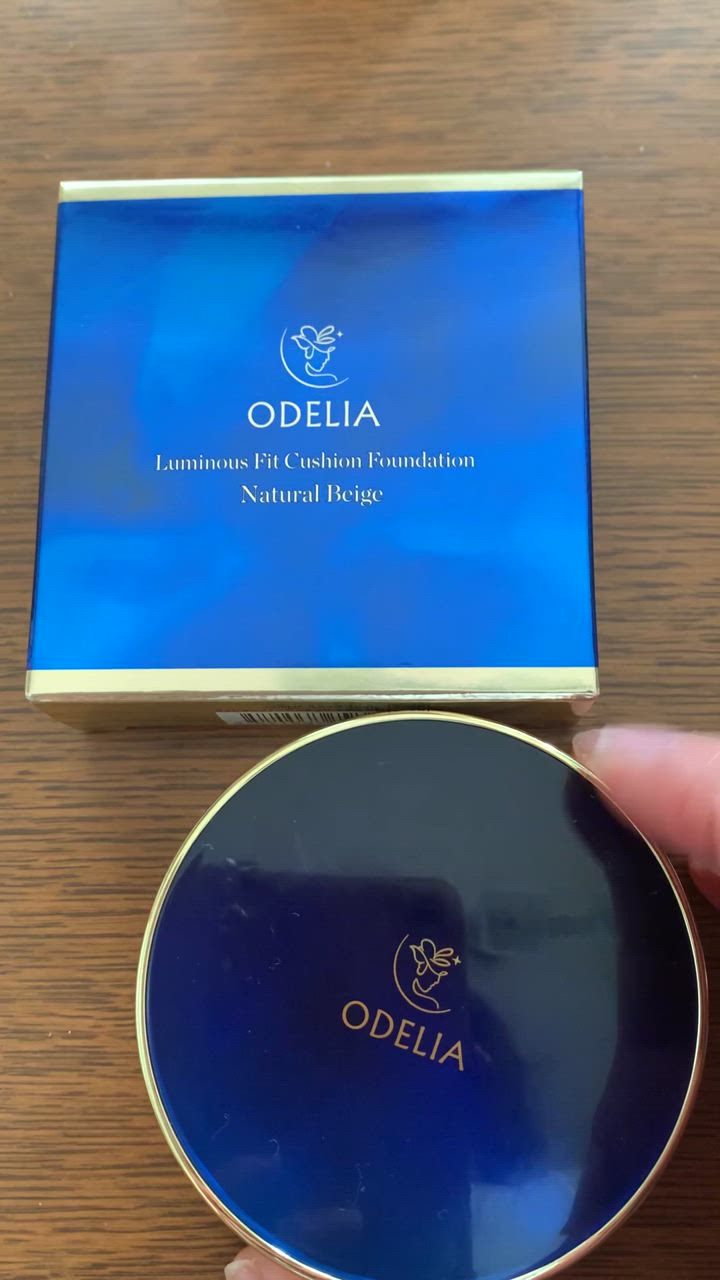 ODELIA
Luminous Fit Cushion Foundation
Natural Beige
ODELIA